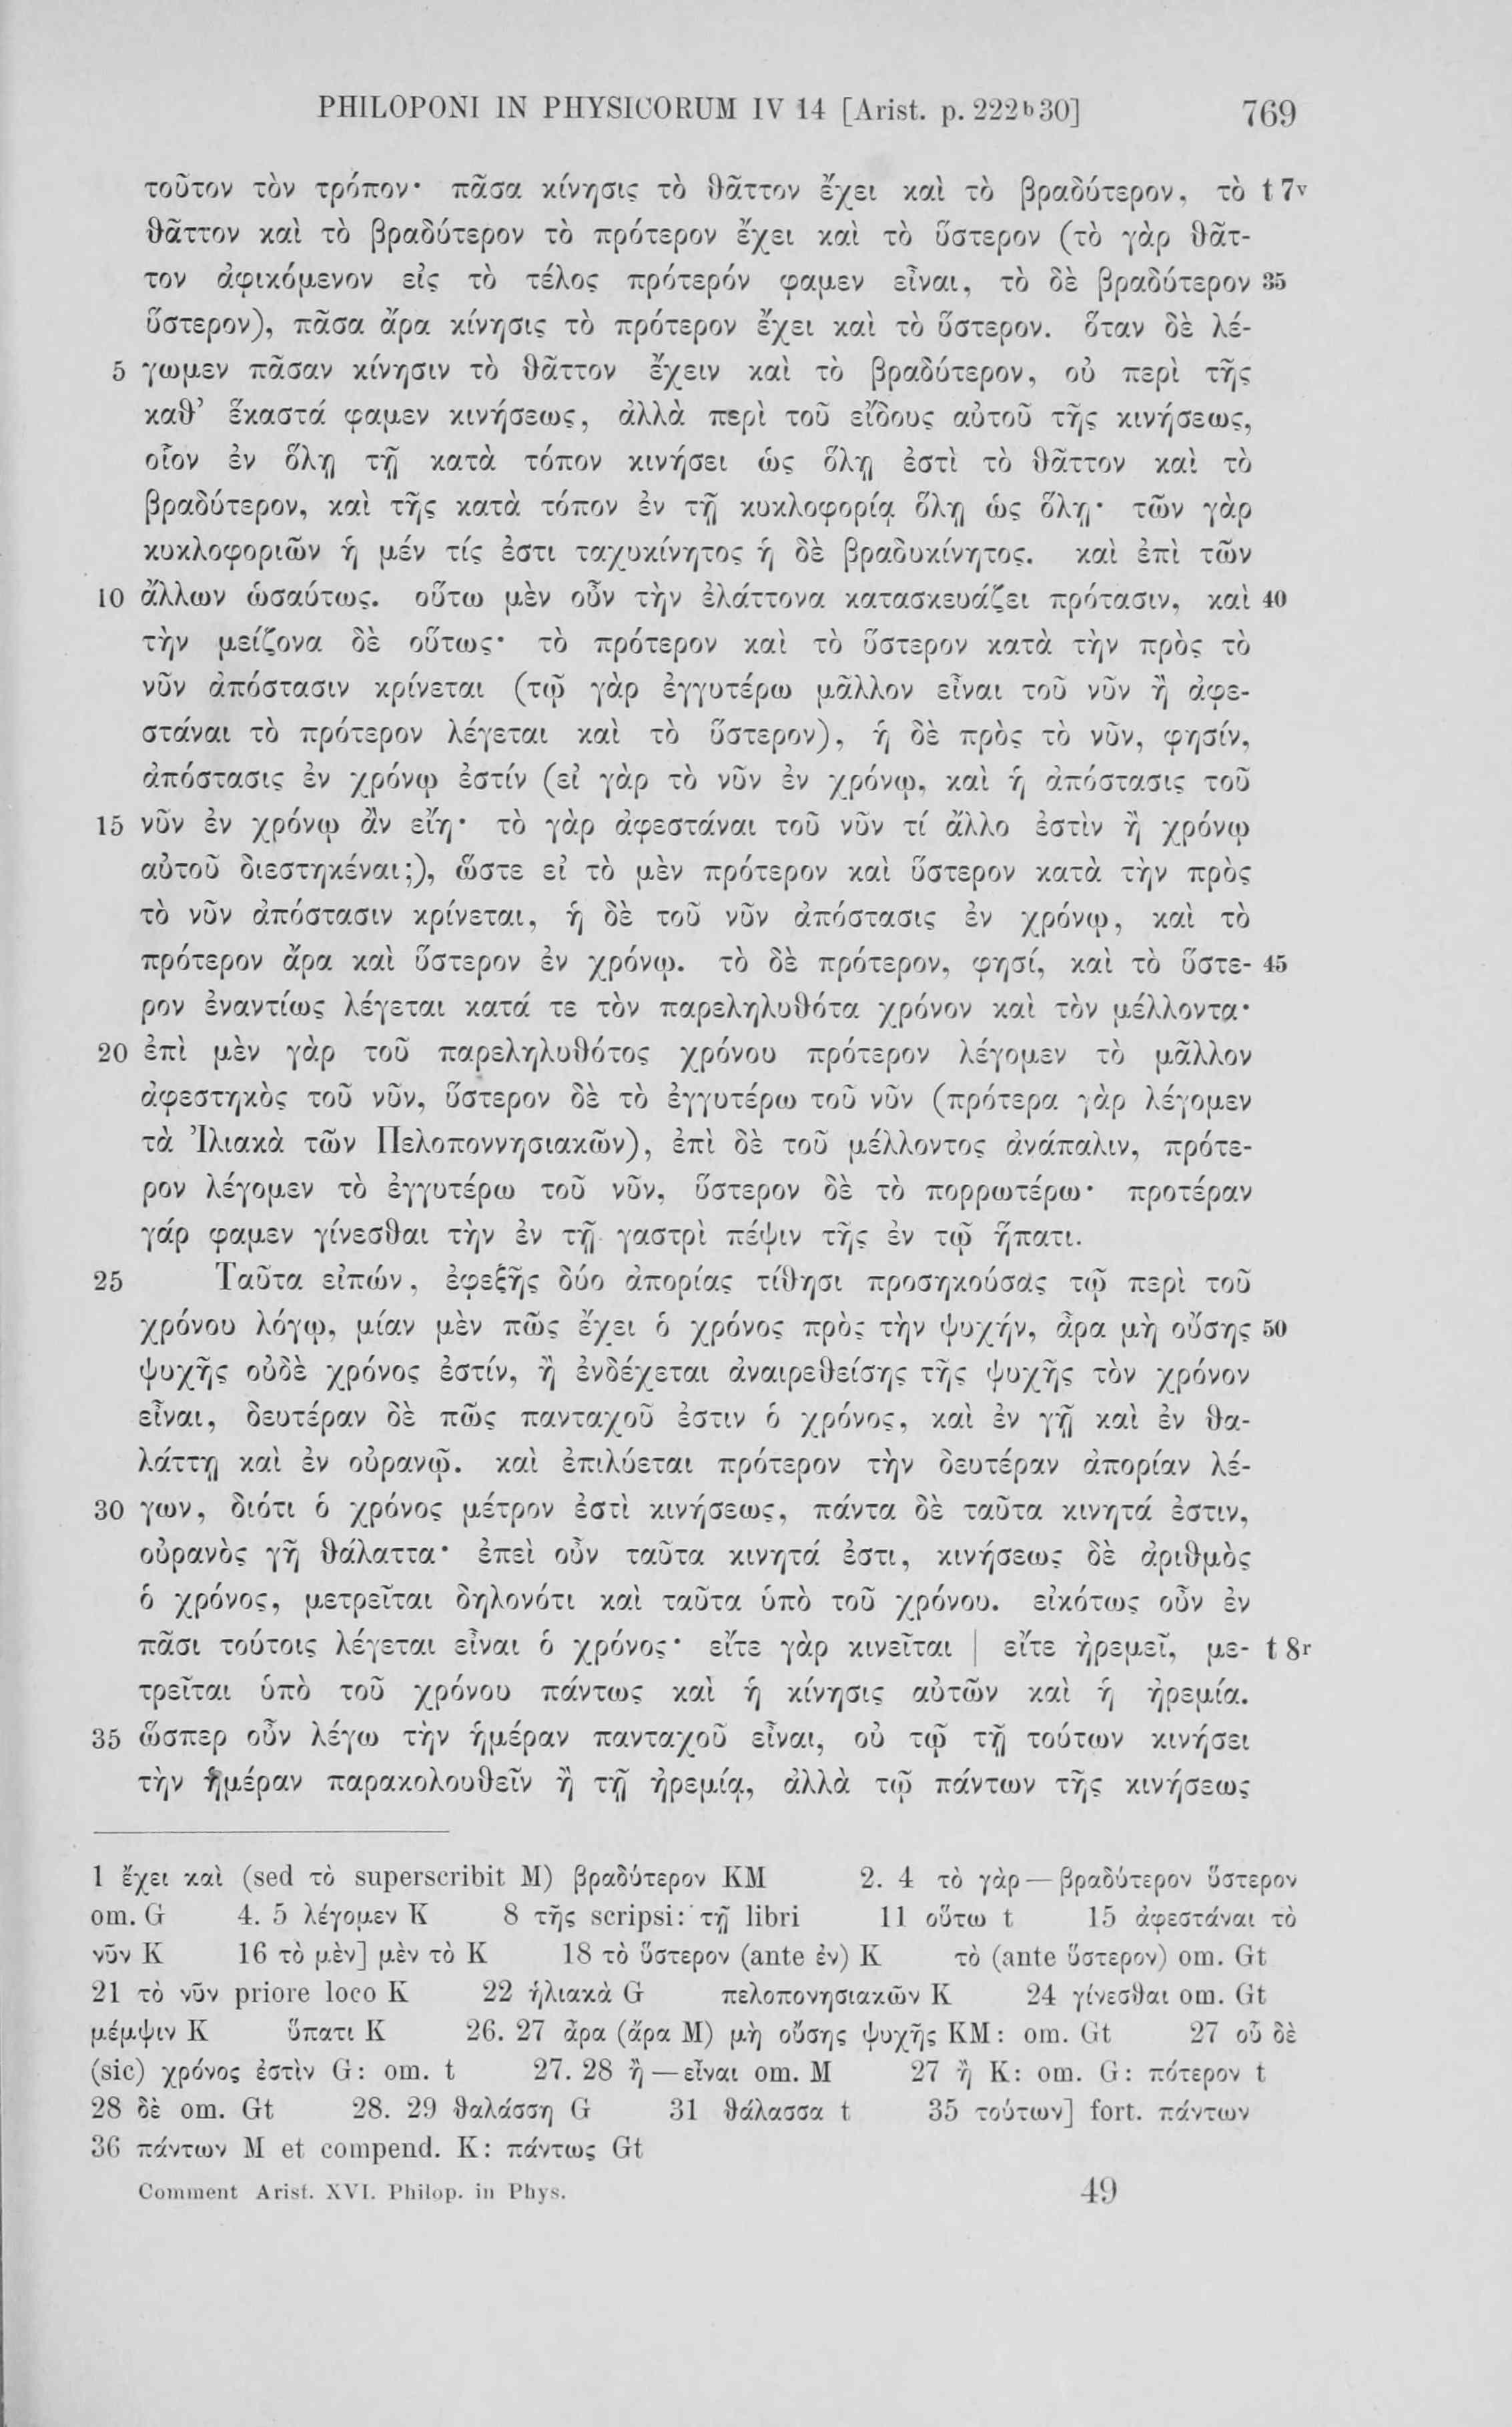 PHILOPONI IN PHYSICORUM IV 14 [Arist. p. 222ᵇ30] 769
τοῦτον τὸν τρόπον· πᾶσα κίνησις τὸ θᾶττον ἔχει καὶ τὸ βραδύτερον, τὸ t 7ᵛ
θᾶττον καὶ τὸ βραδύτερον τὸ πρότερον ἔχει καὶ τὸ ὕστερον (τὸ γὰρ θᾶτ-
τον ἀφικόμενον εἰς τὸ τέλος πρότερόν φαμεν εἶναι, τὸ δὲ βραδύτερον 35
ὕστερον), πᾶσα ἄρα κίνησις τὸ πρότερον ἔχει καὶ τὸ ὕστερον. ὅταν δὲ λέ-
5 γωμεν πᾶσαν κίνησιν τὸ θᾶττον ἔχειν καὶ τὸ βραδύτερον, οὐ περὶ τῆς
καθ’ ἕκαστά φαμεν κινήσεως, ἀλλὰ περὶ τοῦ εἴδους αὐτοῦ τῆς κινήσεως,
οἷον ἐν ὅλῃ τῇ κατὰ τόπον κινήσει ὡς ὅλῃ ἐστὶ τὸ θᾶττον καὶ τὸ
βραδύτερον, καὶ τῆς κατὰ τόπον ἐν τῇ κυκλοφορίᾳ ὅλῃ ὡς ὅλῃ· τῶν γὰρ
κυκλοφοριῶν ἡ μέν τίς ἐστι ταχυκίνητος ἡ δὲ βραδυκίνητος. καὶ ἐπὶ τῶν
10 ἄλλων ὡσαύτως. οὕτω μὲν οὖν τὴν ἐλάττονα κατασκευάζει πρότασιν, καὶ 40
τὴν μείζονα δὲ οὕτως· τὸ πρότερον καὶ τὸ ὕστερον κατὰ τὴν πρὸς τὸ
νῦν ἀπόστασιν κρίνεται (τῷ γὰρ ἐγγυτέρω μᾶλλον εἶναι τοῦ νῦν ἢ ἀφε-
στάναι τὸ πρότερον λέγεται καὶ τὸ ὕστερον), ἡ δὲ πρὸς τὸ νῦν, φησίν,
ἀπόστασις ἐν χρόνῳ ἐστίν (εἰ γὰρ τὸ νῦν ἐν χρόνῳ, καὶ ἡ ἀπόστασις τοῦ
15 νῦν ἐν χρόνῳ ἂν εἴη· τὸ γὰρ ἀφεστάναι τοῦ νῦν τί ἄλλο ἐστὶν ἢ χρόνῳ
αὐτοῦ διεστηκέναι;), ὥστε εἰ τὸ μὲν πρότερον καὶ ὕστερον κατὰ τὴν πρὸς
τὸ νῦν ἀπόστασιν κρίνεται, ἡ δὲ τοῦ νῦν ἀπόστασις ἐν χρόνῳ, καὶ τὸ
πρότερον ἄρα καὶ ὕστερον ἐν χρόνῳ. τὸ δὲ πρότερον, φησί, καὶ τὸ ὕστε- 45
ρον ἐναντίως λέγεται κατά τε τὸν παρεληλυθότα χρόνον καὶ τὸν μέλλοντα·
20 ἐπὶ μὲν γὰρ τοῦ παρεληλυθότος χρόνου πρότερον λέγομεν τὸ μᾶλλον
ἀφεστηκὸς τοῦ νῦν, ὕστερον δὲ τὸ ἐγγυτέρω τοῦ νῦν (πρότερα γὰρ λέγομεν
τὰ Ἰλιακὰ τῶν Πελοποννησιακῶν), ἐπὶ δὲ τοῦ μέλλοντος ἀνάπαλιν, πρότε-
ρον λέγομεν τὸ ἐγγυτέρω τοῦ νῦν, ὕστερον δὲ τὸ πορρωτέρω· προτέραν
γάρ φαμεν γίνεσθαι τὴν ἐν τῇ γαστρὶ πέψιν τῆς ἐν τῷ ἥπατι.
25 Ταῦτα εἰπών, ἐφεξῆς δύο ἀπορίας τίθησι προσηκούσας τῷ περὶ τοῦ
χρόνου λόγῳ, μίαν μὲν πῶς ἔχει ὁ χρόνος πρὸς τὴν ψυχήν, ἆρα μὴ οὔσης 50
ψυχῆς οὐδὲ χρόνος ἐστίν, ἢ ἐνδέχεται ἀναιρεθείσης τῆς ψυχῆς τὸν χρόνον
εἶναι, δευτέραν δὲ πῶς πανταχοῦ ἐστιν ὁ χρόνος, καὶ ἐν γῇ καὶ ἐν θα-
λάττῃ καὶ ἐν οὐρανῷ. καὶ ἐπιλύεται πρότερον τὴν δευτέραν ἀπορίαν λέ-
30 γων, διότι ὁ χρόνος μέτρον ἐστὶ κινήσεως, πάντα δὲ ταῦτα κινητά ἐστιν,
οὐρανὸς γῆ θάλαττα· ἐπεὶ οὖν ταῦτα κινητά ἐστι, κινήσεως δὲ ἀριθμὸς
ὁ χρόνος, μετρεῖται δηλονότι καὶ ταῦτα ὑπὸ τοῦ χρόνου. εἰκότως οὖν ἐν
πᾶσι τούτοις λέγεται εἶναι ὁ χρόνος· εἴτε γὰρ κινεῖται | εἴτε ἠρεμεῖ, με- t 8ʳ
τρεῖται ὑπὸ τοῦ χρόνου πάντως καὶ ἡ κίνησις αὐτῶν καὶ ἡ ἠρεμία.
35 ὥσπερ οὖν λέγω τὴν ἡμέραν πανταχοῦ εἶναι, οὐ τῷ τῇ τούτων κινήσει
τὴν ἡμέραν παρακολουθεῖν ἢ τῇ ἠρεμίᾳ, ἀλλὰ τῷ πάντων τῆς κινήσεως
1 ἔχει καὶ (sed τὸ superscribit M) βραδύτερον KM 2. 4 τὸ γὰρ — βραδύτερον ὕστερον
om. G 4. 5 λέγομεν K 8 τῆς scripsi: τῇ libri 11 οὕτω t 15 ἀφεστάναι τὸ
νῦν K 16 τὸ μὲν] μὲν τὸ K 18 τὸ ὕστερον (ante ἐν) K τὸ (ante ὕστερον) om. Gt
21 τὸ νῦν priore loco K 22 ἡλιακὰ G πελοπονησιακῶν K 24 γίνεσθαι om. Gt
μέμψιν K ὕπατι K 26. 27 ἆρα (ἄρα M) μὴ οὔσης ψυχῆς KM: om. Gt 27 οὗ δὲ
(sic) χρόνος ἐστὶν G: om. t 27. 28 ἢ — εἶναι om. M 27 ἢ K: om. G: πότερον t
28 δὲ om. Gt 28. 29 θαλάσσῃ G 31 θάλασσα t 35 τούτων] fort. πάντων
36 πάντων M et compend. K: πάντως Gt
Comment Arist. XVI. Philop. in Phys. 49